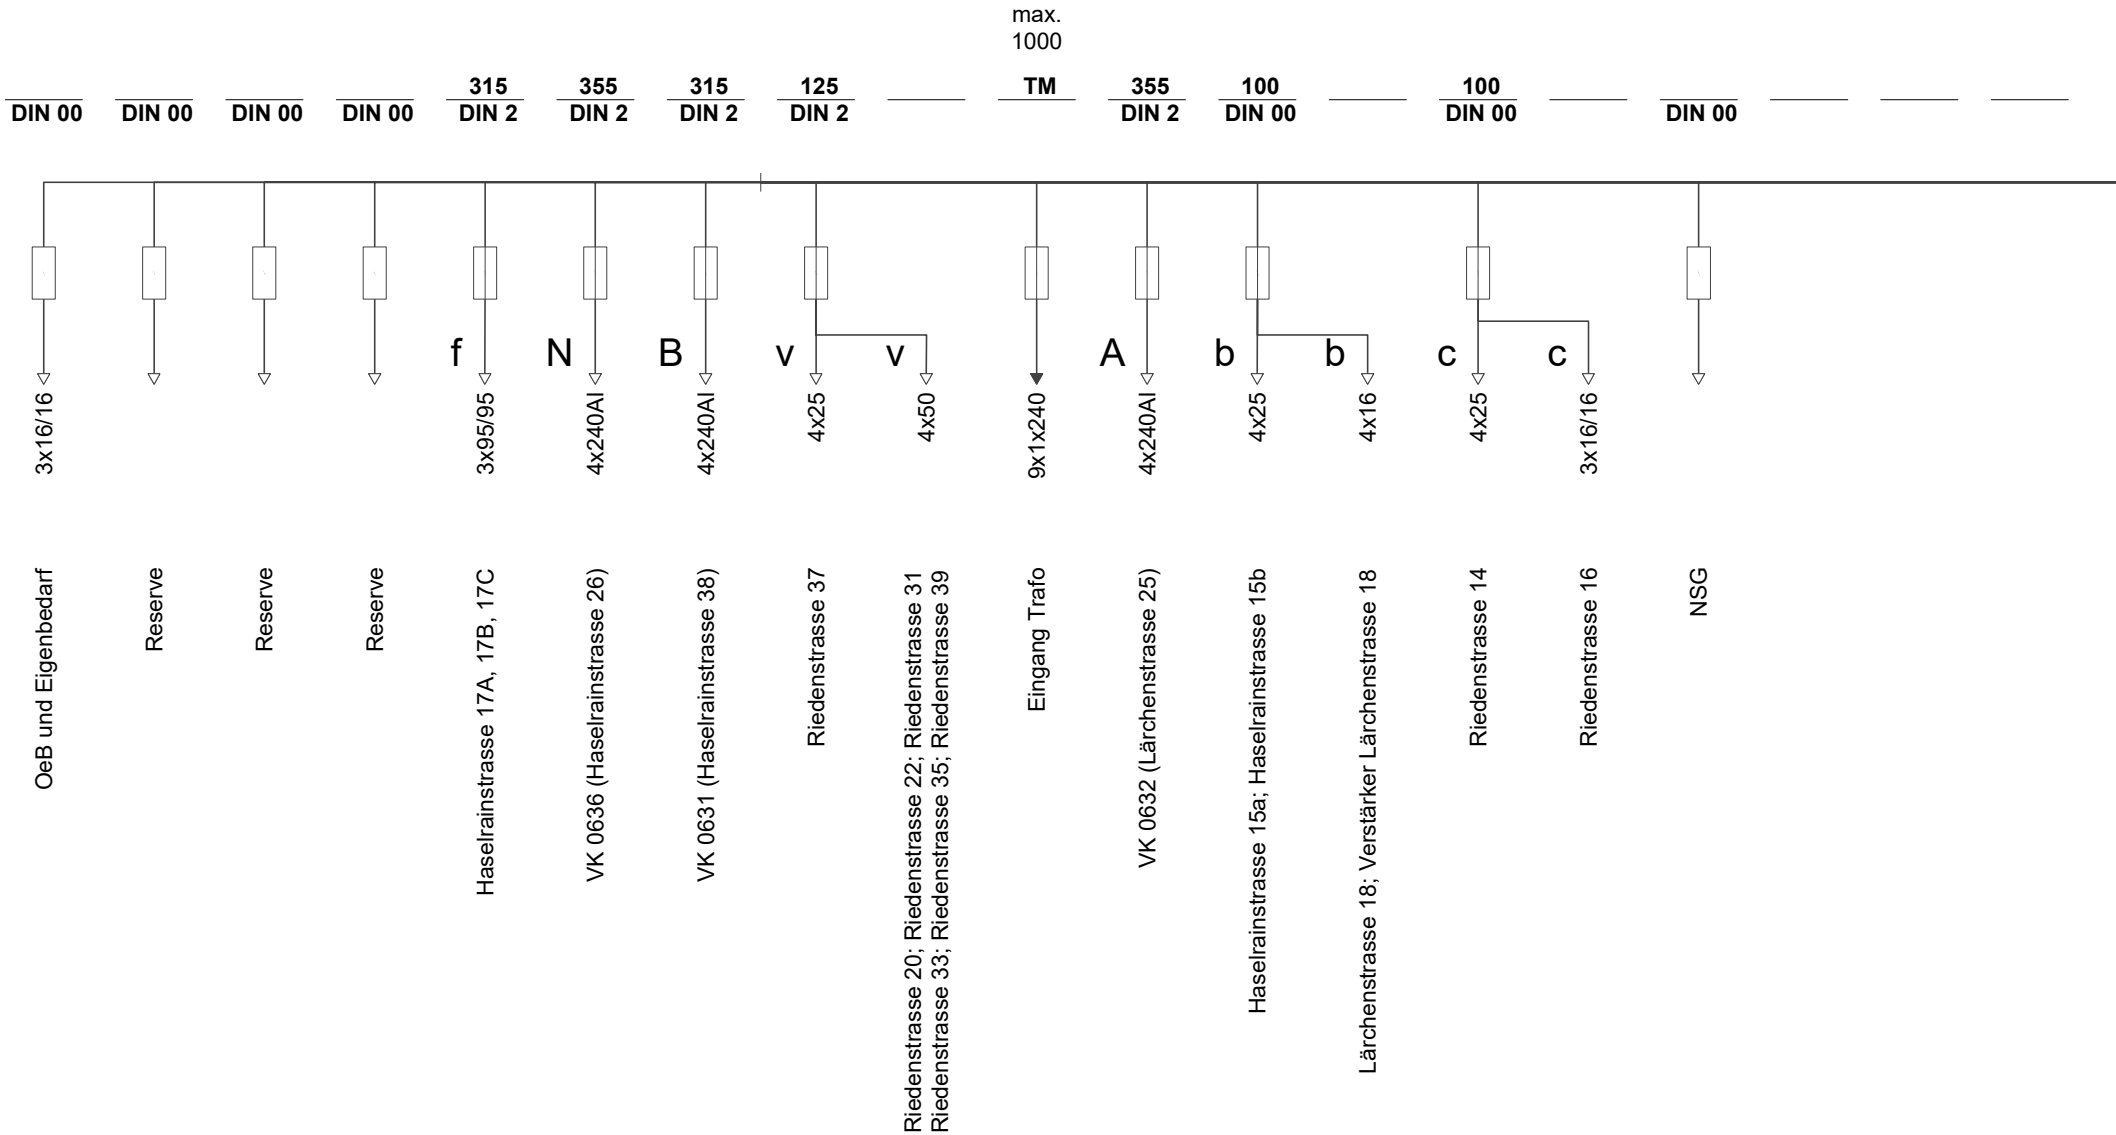 max.
1000
315
355
315
125
TM
355
100
100
DIN 00
DIN 00
DIN 00
DIN 00
DIN 2
DIN 2
DIN 2
DIN 2
DIN 2
DIN 00
DIN 00
DIN 00
f
N
B
v
v
A
b
b
c
c
3x16/16
3x95/95
4x240Al
4x240Al
4x25
4x50
9x1x240
4x240Al
4x25
4x16
4x25
3x16/16
OeB und Eigenbedarf
Reserve
Reserve
Reserve
Haselrainstrasse 17A, 17B, 17C
VK 0636 (Haselrainstrasse 26)
VK 0631 (Haselrainstrasse 38)
Riedenstrasse 37
Riedenstrasse 20; Riedenstrasse 22; Riedenstrasse 31
Riedenstrasse 33; Riedenstrasse 35; Riedenstrasse 39
Eingang Trafo
VK 0632 (Lärchenstrasse 25)
Haselrainstrasse 15a; Haselrainstrasse 15b
Lärchenstrasse 18; Verstärker Lärchenstrasse 18
Riedenstrasse 14
Riedenstrasse 16
NSG